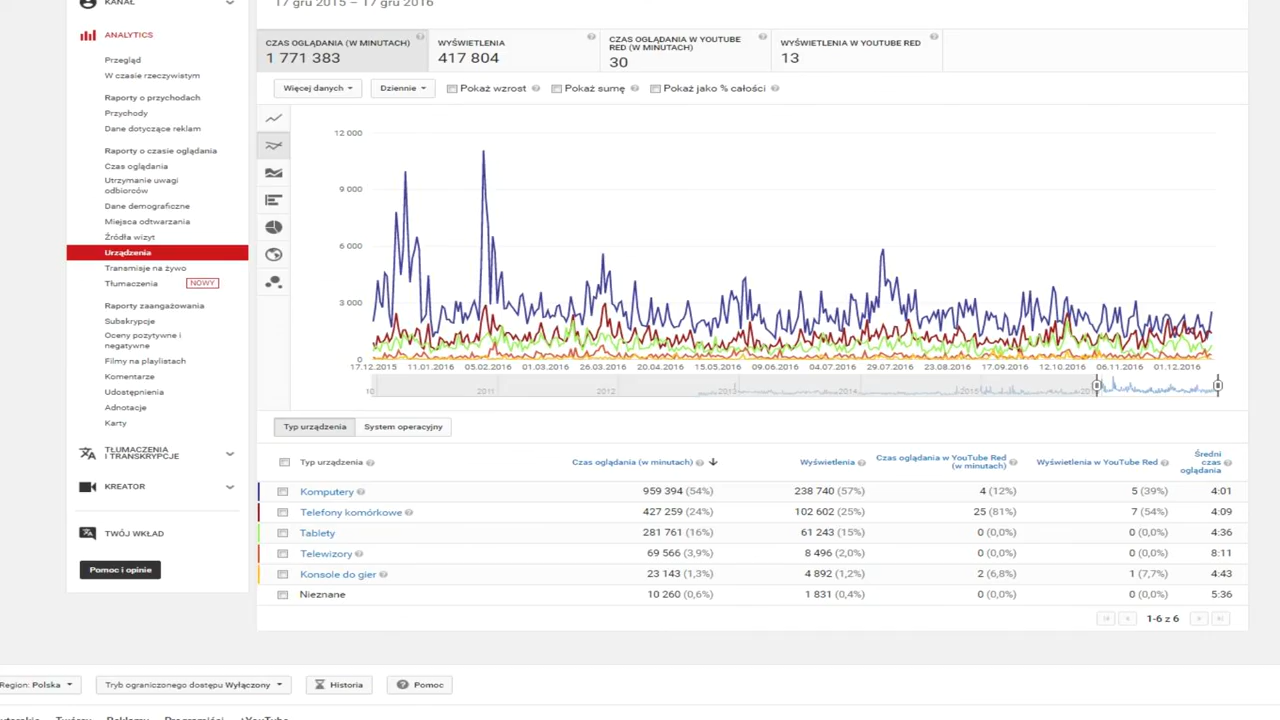 KANAŁ
17 gru 2015 – 17 gru 2016
ANALYTICS
Przegląd
W czasie rzeczywistym
Raporty o przychodach
Przychody
Dane dotyczące reklam
Raporty o czasie oglądania
Czas oglądania
Utrzymanie uwagi
odbiorców
Dane demograficzne
Miejsca odtwarzania
Źródła wizyt
Urządzenia
Transmisje na żywo
Tłumaczenia NOWY
Raporty zaangażowania
Subskrypcje
Oceny pozytywne i
negatywne
Filmy na playlistach
Komentarze
Udostępnienia
Adnotacje
Karty
TŁUMACZENIA
I TRANSKRYPCJE
KREATOR
TWÓJ WKŁAD
Pomoc i opinie
CZAS OGLĄDANIA (W MINUTACH)
1 771 383
WYŚWIETLENIA
417 804
CZAS OGLĄDANIA W YOUTUBE
RED (W MINUTACH)
30
WYŚWIETLENIA W YOUTUBE RED
13
Więcej danych Dziennie Pokaż wzrost Pokaż sumę Pokaż jako % całości
12 000
9 000
6 000
3 000
0
17.12.2015 11.01.2016 05.02.2016 01.03.2016 26.03.2016 20.04.2016 15.05.2016 09.06.2016 04.07.2016 29.07.2016 23.08.2016 17.09.2016 12.10.2016 06.11.2016 01.12.2016
2011 2012 2013 2014 2015
Typ urządzenia System operacyjny
Typ urządzenia Czas oglądania (w minutach) Wyświetlenia Czas oglądania w YouTube Red (w minutach) Wyświetlenia w YouTube Red Średni czas oglądania
Komputery 959 394 (54%) 238 740 (57%) 4 (12%) 5 (39%) 4:01
Telefony komórkowe 427 259 (24%) 102 602 (25%) 25 (81%) 7 (54%) 4:09
Tablety 281 761 (16%) 61 243 (15%) 0 (0,0%) 0 (0,0%) 4:36
Telewizory 69 566 (3,9%) 8 496 (2,0%) 0 (0,0%) 0 (0,0%) 8:11
Konsole do gier 23 143 (1,3%) 4 892 (1,2%) 2 (6,8%) 1 (7,7%) 4:43
Nieznane 10 260 (0,6%) 1 831 (0,4%) 0 (0,0%) 0 (0,0%) 5:36
1-6 z 6
Region: Polska Tryb ograniczonego dostępu Wyłączony Historia Pomoc